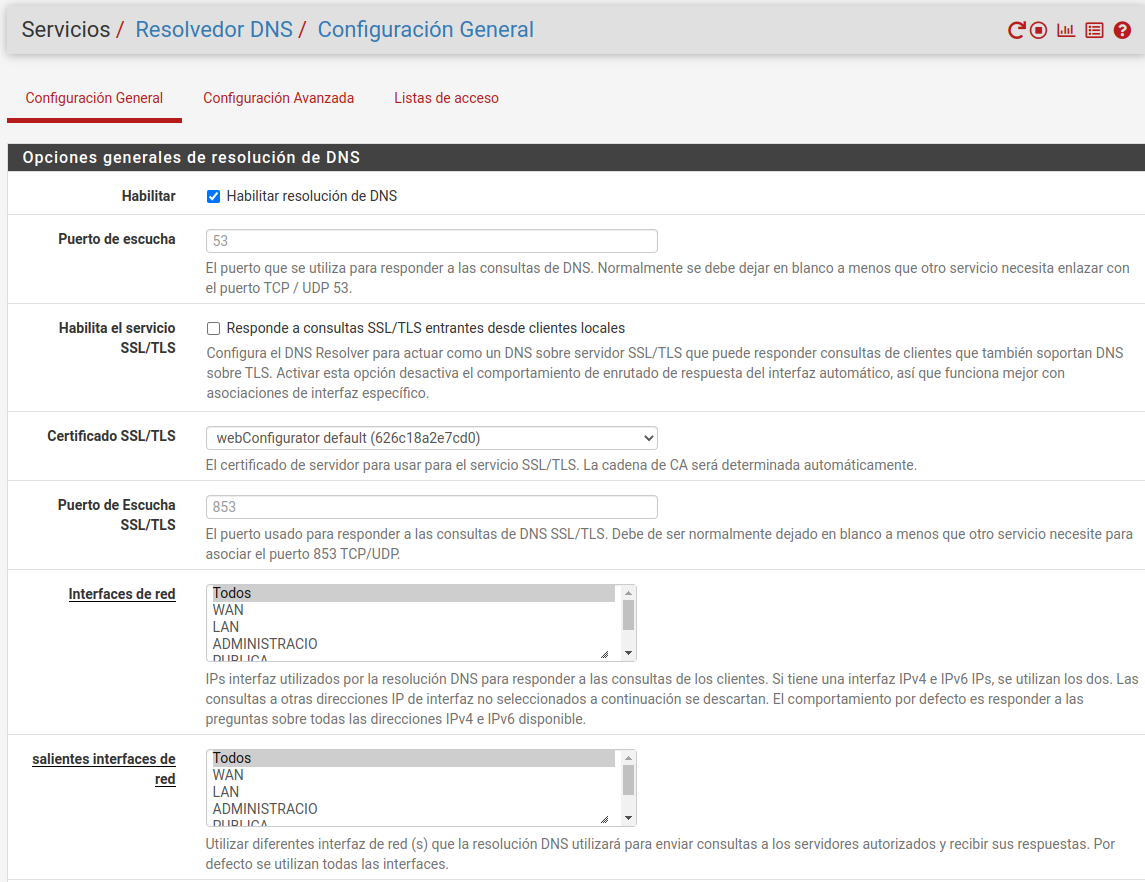 Servicios / Resolvedor DNS / Configuración General
Configuración General Configuración Avanzada Listas de acceso
Opciones generales de resolución de DNS
Habilitar Habilitar resolución de DNS
Puerto de escucha 53
El puerto que se utiliza para responder a las consultas de DNS. Normalmente se debe dejar en blanco a menos que otro servicio necesita enlazar con
el puerto TCP / UDP 53.
Habilita el servicio Responde a consultas SSL/TLS entrantes desde clientes locales
SSL/TLS
Configura el DNS Resolver para actuar como un DNS sobre servidor SSL/TLS que puede responder consultas de clientes que también soportan DNS
sobre TLS. Activar esta opción desactiva el comportamiento de enrutado de respuesta del interfaz automático, así que funciona mejor con
asociaciones de interfaz específico.
Certificado SSL/TLS webConfigurator default (626c18a2e7cd0)
El certificado de servidor para usar para el servicio SSL/TLS. La cadena de CA será determinada automáticamente.
Puerto de Escucha 853
SSL/TLS
El puerto usado para responder a las consultas de DNS SSL/TLS. Debe de ser normalmente dejado en blanco a menos que otro servicio necesite para
asociar el puerto 853 TCP/UDP.
Interfaces de red Todos
WAN
LAN
ADMINISTRACIO
PUBLICA
IPs interfaz utilizados por la resolución DNS para responder a las consultas de los clientes. Si tiene una interfaz IPv4 e IPv6 IPs, se utilizan los dos. Las
consultas a otras direcciones IP de interfaz no seleccionados a continuación se descartan. El comportamiento por defecto es responder a las
preguntas sobre todas las direcciones IPv4 e IPv6 disponible.
salientes interfaces de Todos
red
WAN
LAN
ADMINISTRACIO
PUBLICA
Utilizar diferentes interfaz de red (s) que la resolución DNS utilizará para enviar consultas a los servidores autorizados y recibir sus respuestas. Por
defecto se utilizan todas las interfaces.